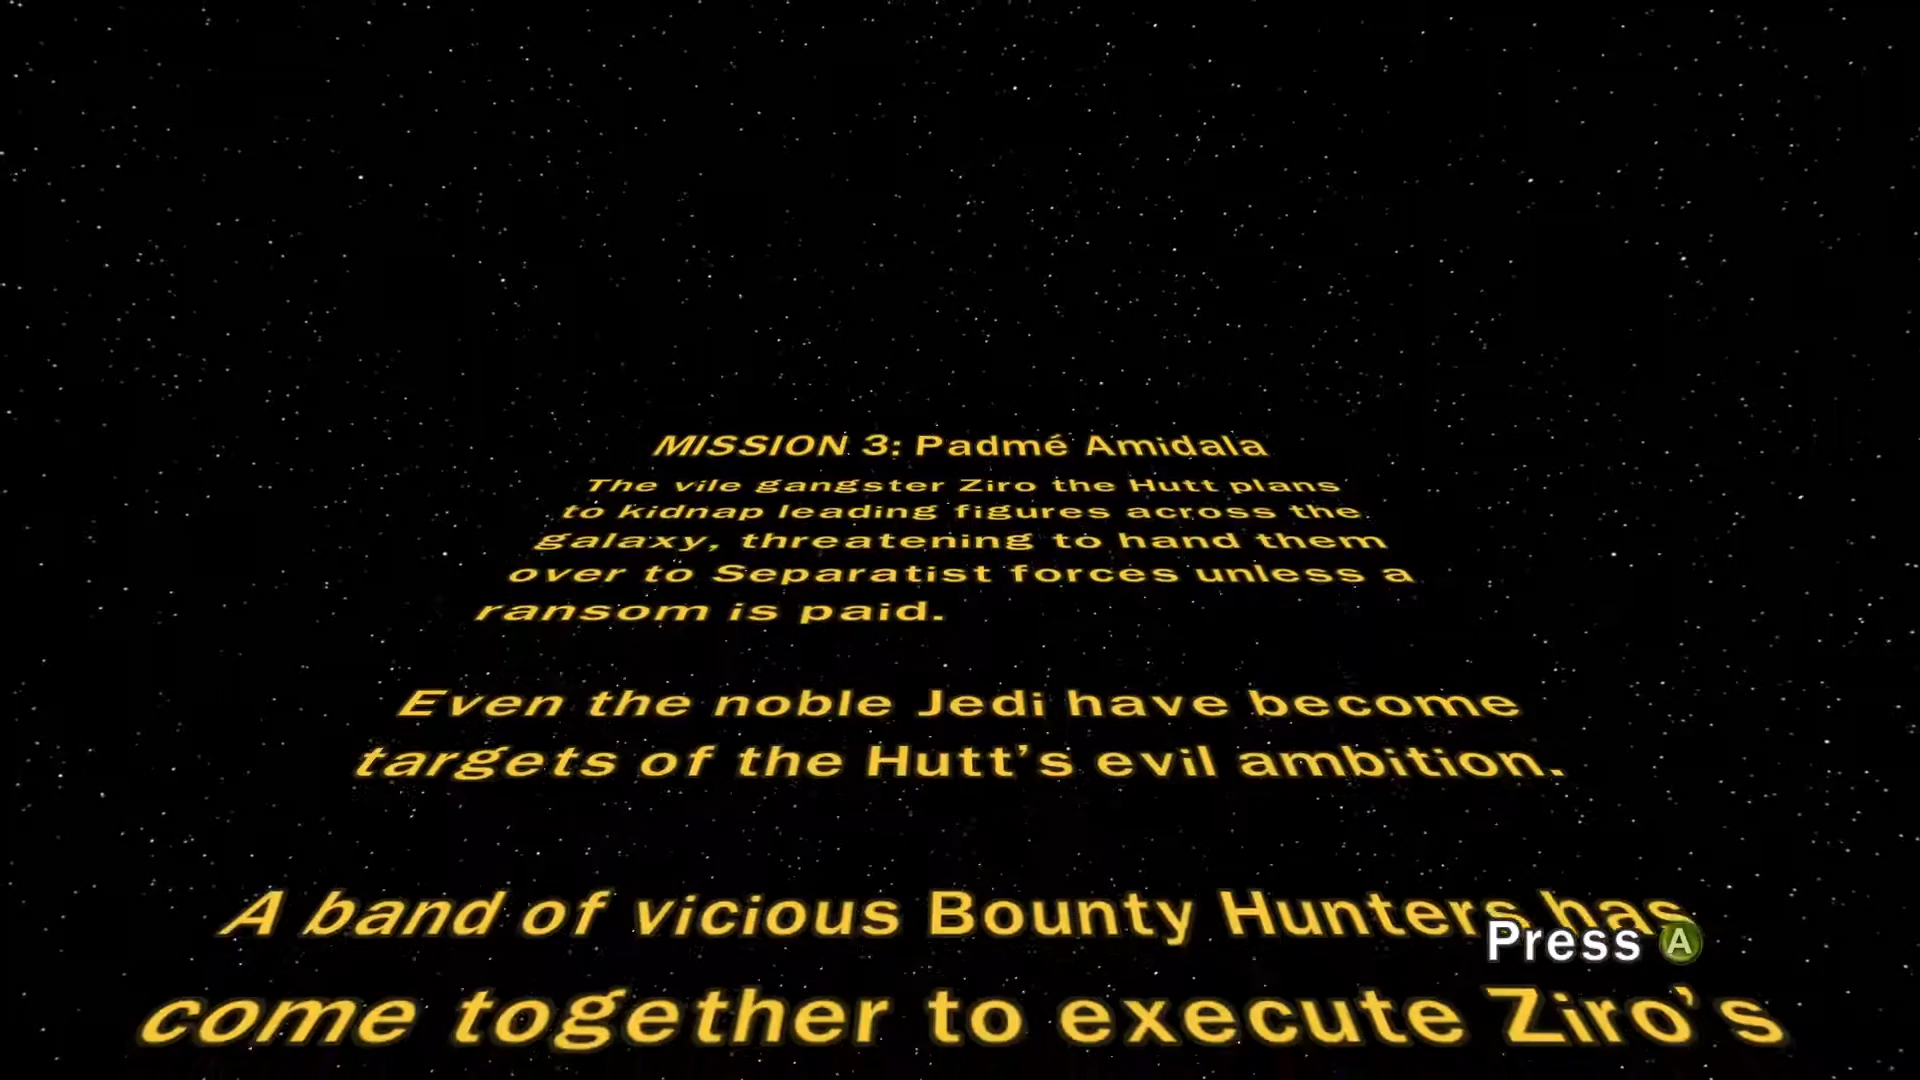 MISSION 3: Padmé Amidala
The vile gangster Ziro the Hutt plans
to kidnap leading figures across the
galaxy, threatening to hand them
over to Separatist forces unless a
ransom is paid.
Even the noble Jedi have become
targets of the Hutt's evil ambition.
A band of vicious Bounty Hunters has
Press A
come together to execute Ziro's